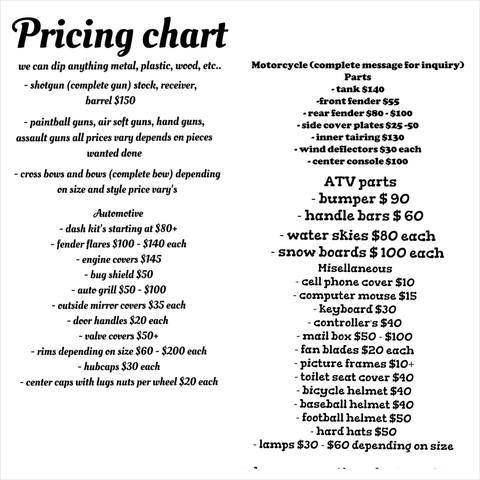 Pricing chart
we can dip anything metal, plastic, wood, etc..
- shotgun (complete gun) stock, receiver,
barrel $150
- paintball guns, air soft guns, hand guns,
assault guns all prices vary depends on pieces
wanted done
- cross bows and bows (complete bow) depending
on size and style price vary's
Automotive
- dash kit's starting at $80+
- fender flares $100 - $140 each
- engine covers $145
- bug shield $50
- auto grill $50 - $100
- outside mirror covers $35 each
- door handles $20 each
- valve covers $50+
- rims depending on size $60 - $200 each
- hubcaps $30 each
- center caps with lugs nuts per wheel $20 each
Motorcycle (complete message for inquiry)
Parts
- tank $140
-front fender $55
- rear fender $80 - $100
- side cover plates $25 -50
- inner tairing $130
- wind deflectors $30 each
- center console $100
ATV parts
- bumper $ 90
- handle bars $ 60
- water skies $80 each
- snow boards $ 100 each
Misellaneous
- cell phone cover $10
- computer mouse $15
- keyboard $30
- controller's $40
- mail box $50 - $100
- fan blades $20 each
- picture frames $10+
- toilet seat cover $40
- bicycle helmet $40
- baseball helmet $40
- football helmet $50
- hard hats $50
- lamps $30 - $60 depending on size